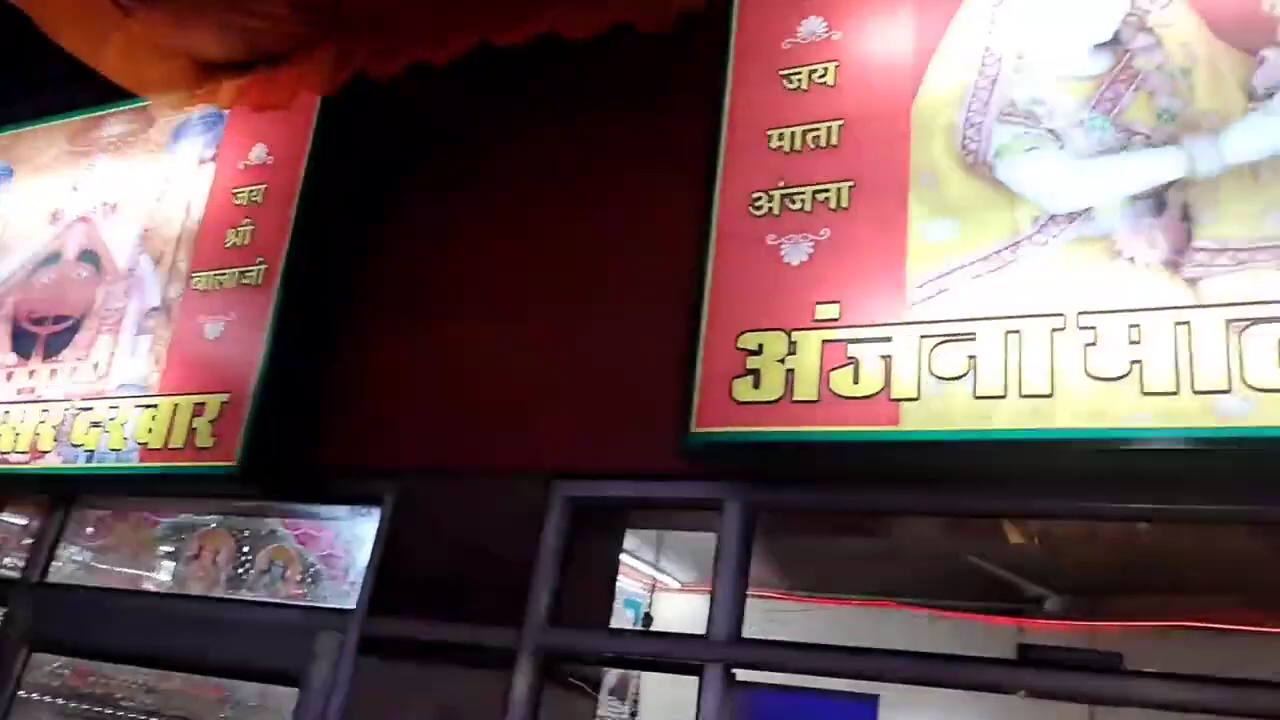 जय
श्री
बालाजी
दरबार
जय
माता
अंजना
अंजना